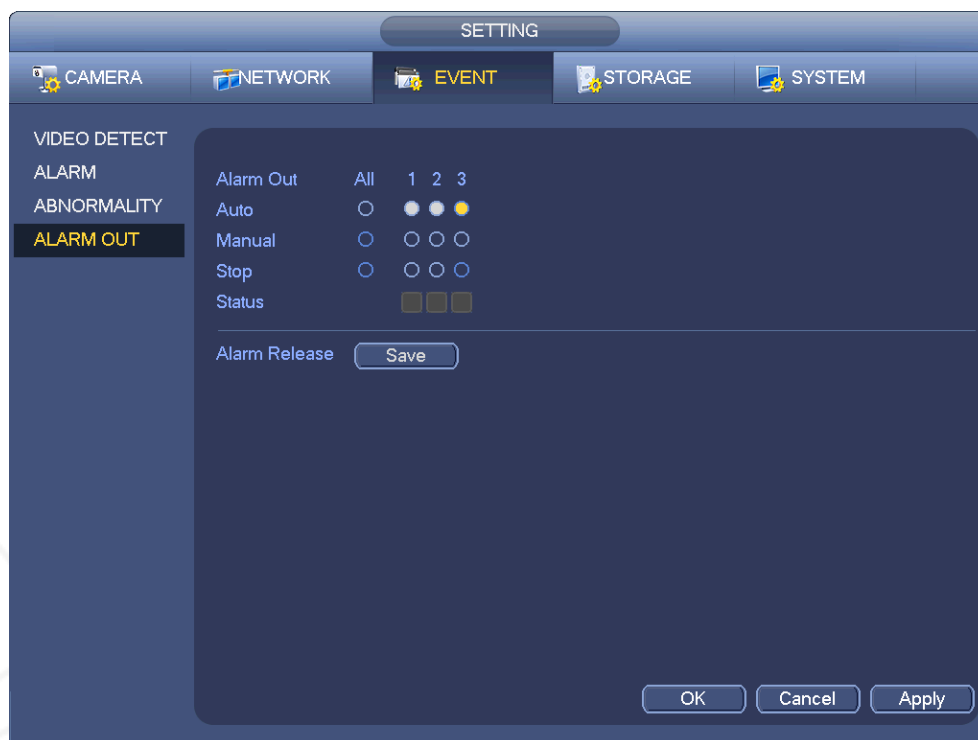 SETTING
CAMERA NETWORK EVENT STORAGE SYSTEM
VIDEO DETECT
ALARM
ABNORMALITY
ALARM OUT
Alarm Out All 1 2 3
Auto
Manual
Stop
Status
Alarm Release Save
OK Cancel Apply